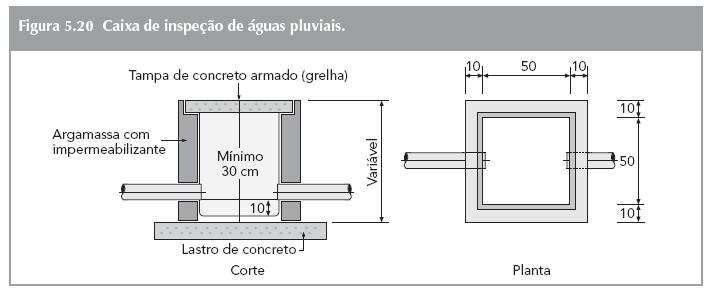 Figura 5.20 Caixa de inspeção de águas pluviais.
Tampa de concreto armado (grelha)
Argamassa com
impermeabilizante
Mínimo
30 cm
10
Variável
Lastro de concreto
Corte
10
50
10
10
50
10
Planta